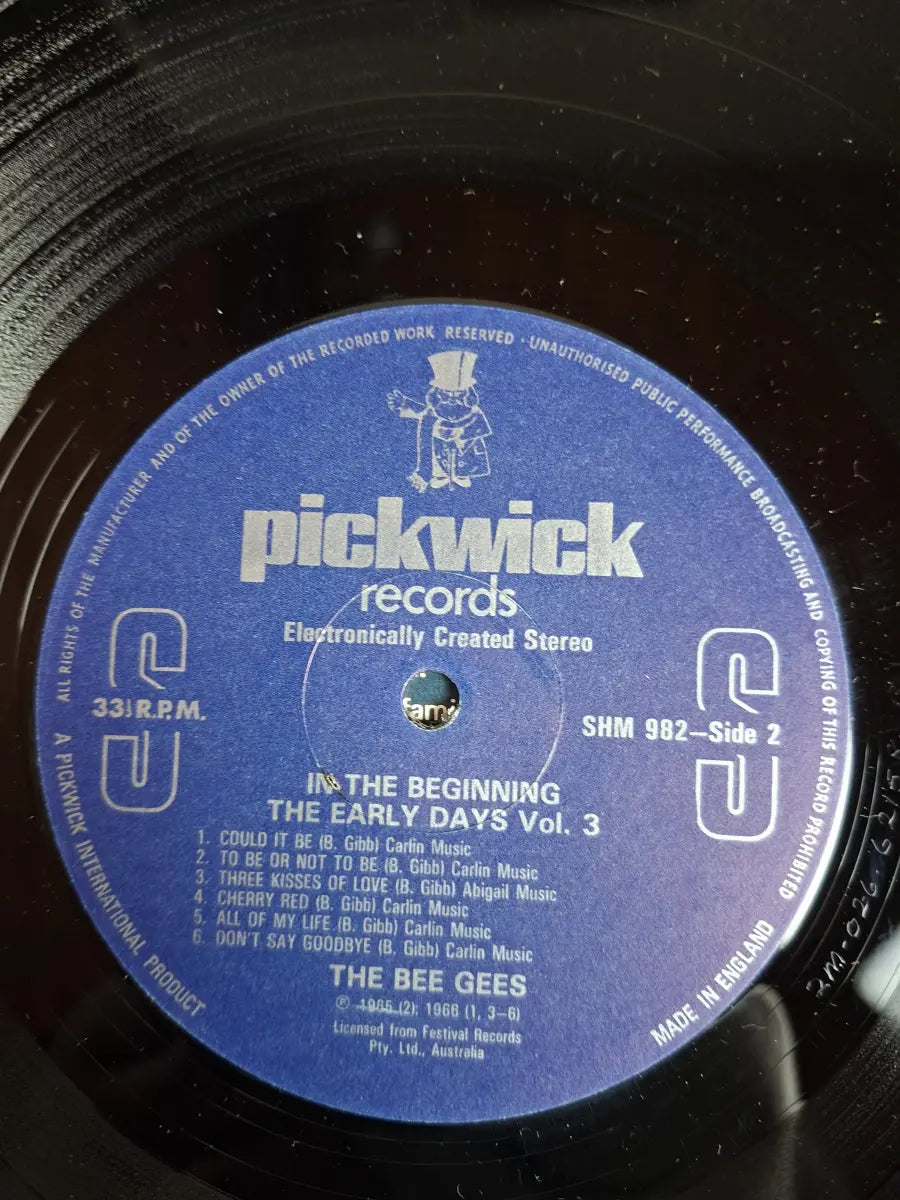 ALL RIGHTS OF THE MANUFACTURER AND OF THE OWNER OF THE RECORDED WORK RESERVED · UNAUTHORISED PUBLIC PERFORMANCE BROADCASTING AND COPYING OF THIS RECORD PROHIBITED
pickwick
records
Electronically Created Stereo
33⅓ R.P.M.
fami
SHM 982–Side 2
IN THE BEGINNING
THE EARLY DAYS Vol. 3
1. COULD IT BE (B. Gibb) Carlin Music
2. TO BE OR NOT TO BE (B. Gibb) Carlin Music
3. THREE KISSES OF LOVE (B. Gibb) Abigail Music
4. CHERRY RED (B. Gibb) Carlin Music
5. ALL OF MY LIFE (B. Gibb) Carlin Music
6. DON'T SAY GOODBYE (B. Gibb) Carlin Music
THE BEE GEES
℗ 1965 (2); 1966 (1, 3–6)
Licensed from Festival Records
Pty. Ltd., Australia
A PICKWICK INTERNATIONAL PRODUCT
MADE IN ENGLAND